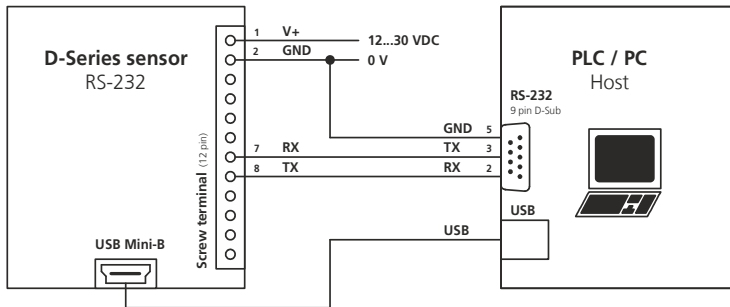 D-Series sensor
RS-232
USB Mini-B
Screw terminal (12 pin)
1 V+ 12...30 VDC
2 GND 0 V
7 RX
8 TX
GND 5
TX 3
RX 2
USB
PLC / PC
Host
RS-232
9 pin D-Sub
USB